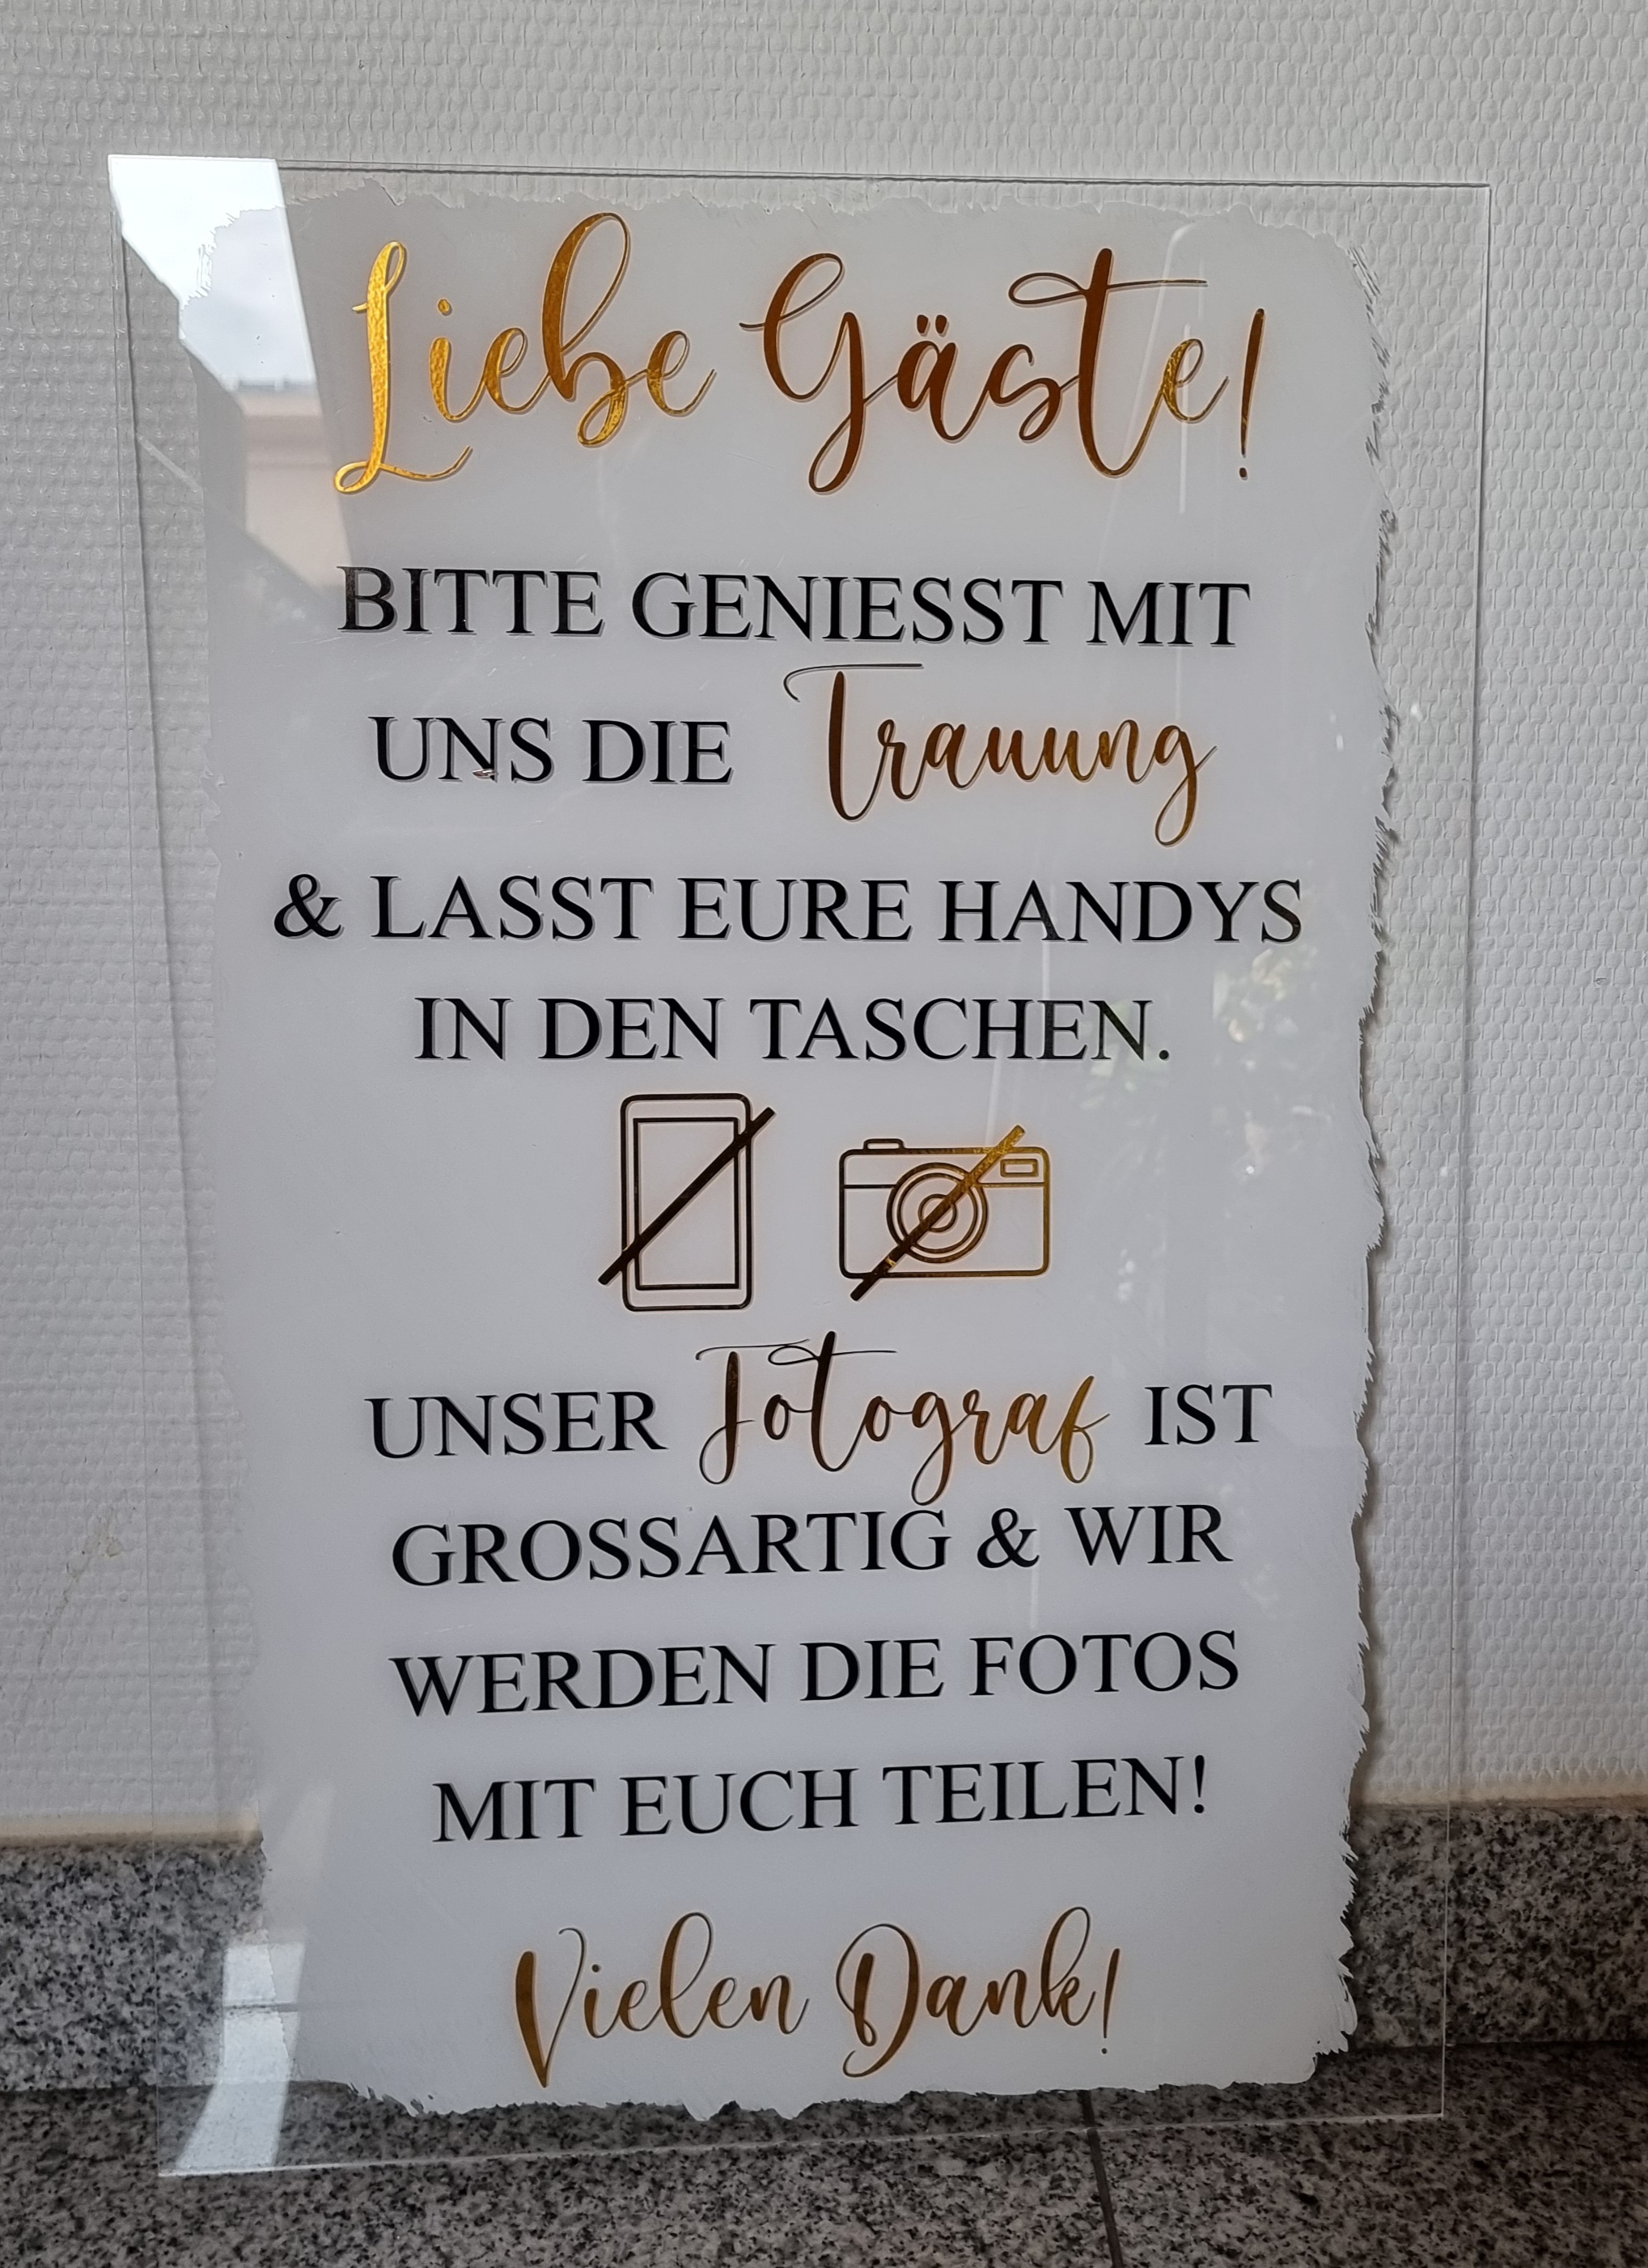 Liebe Gäste!
BITTE GENIESST MIT
UNS DIE Trauung
& LASST EURE HANDYS
IN DEN TASCHEN.
UNSER Fotograf IST
GROSSARTIG & WIR
WERDEN DIE FOTOS
MIT EUCH TEILEN!
Vielen Dank!